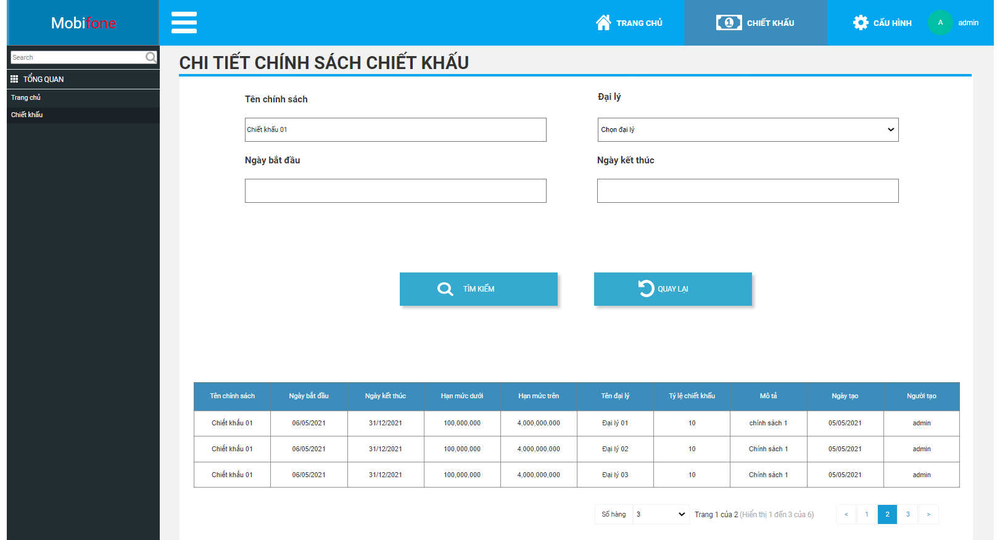 Mobifone
TRANG CHỦ
CHIẾT KHẤU
CẤU HÌNH
A
admin
Search
TỔNG QUAN
Trang chủ
Chiết khấu
CHI TIẾT CHÍNH SÁCH CHIẾT KHẤU
Tên chính sách
Đại lý
Chiết khấu 01
Chọn đại lý
Ngày bắt đầu
Ngày kết thúc
TÌM KIẾM
QUAY LẠI
Tên chính sách Ngày bắt đầu Ngày kết thúc Hạn mức dưới Hạn mức trên Tên đại lý Tỷ lệ chiết khấu Mô tả Ngày tạo Người tạo
Chiết khấu 01 06/05/2021 31/12/2021 100,000,000 4,000,000,000 Đại lý 01 10 chính sách 1 05/05/2021 admin
Chiết khấu 01 06/05/2021 31/12/2021 100,000,000 4,000,000,000 Đại lý 02 10 Chính sách 1 05/05/2021 admin
Chiết khấu 01 06/05/2021 31/12/2021 100,000,000 4,000,000,000 Đại lý 03 10 Chính sách 1 05/05/2021 admin
Số hàng 3 Trang 1 của 2 (Hiển thị 1 đến 3 của 6) < 1 2 3 >